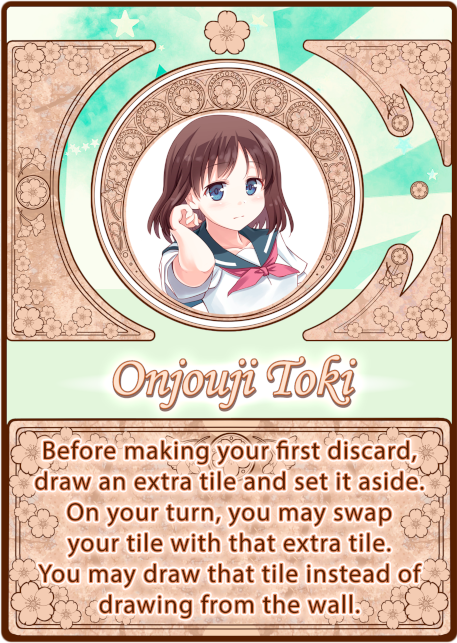 Onjouji Toki
Before making your first discard,
draw an extra tile and set it aside.
On your turn, you may swap
your tile with that extra tile.
You may draw that tile instead of
drawing from the wall.